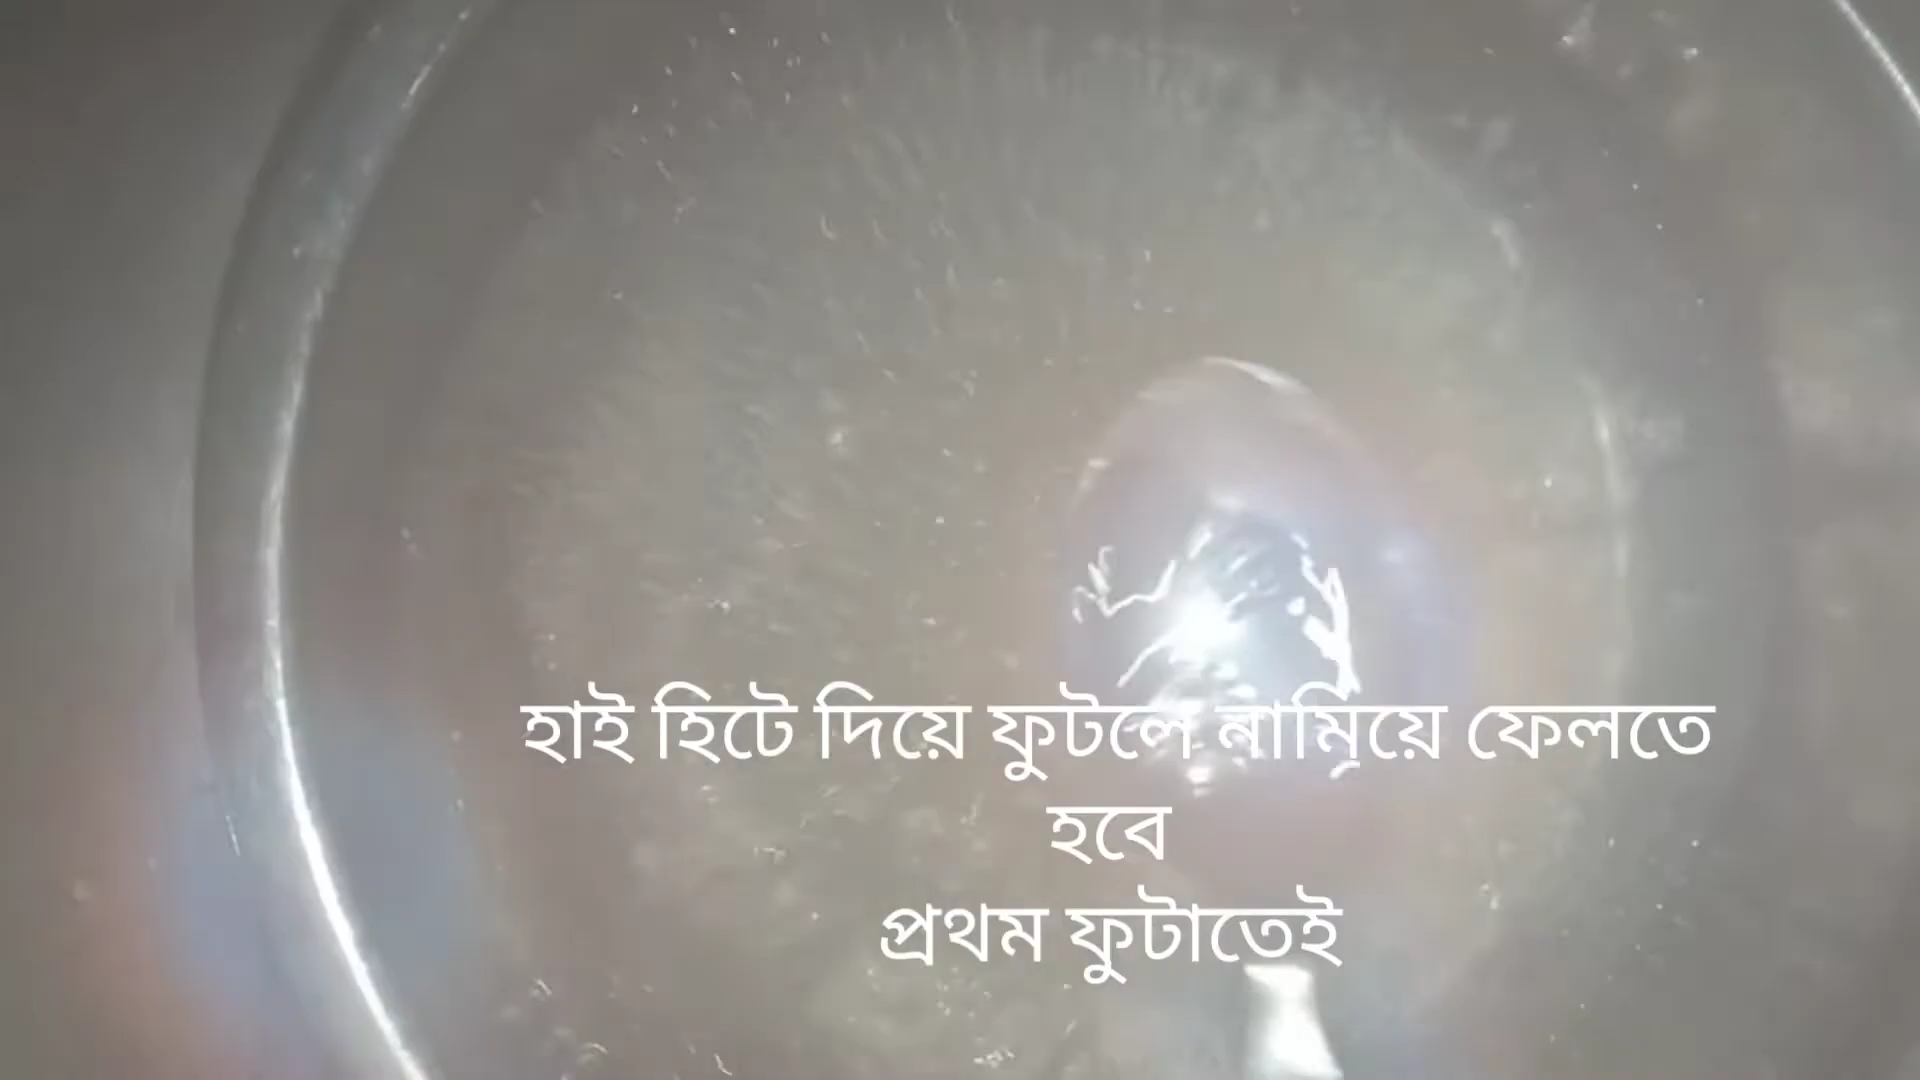 হাই হিটে দিয়ে ফুটলে নামিয়ে ফেলতে
হবে
প্রথম ফুটাতেই